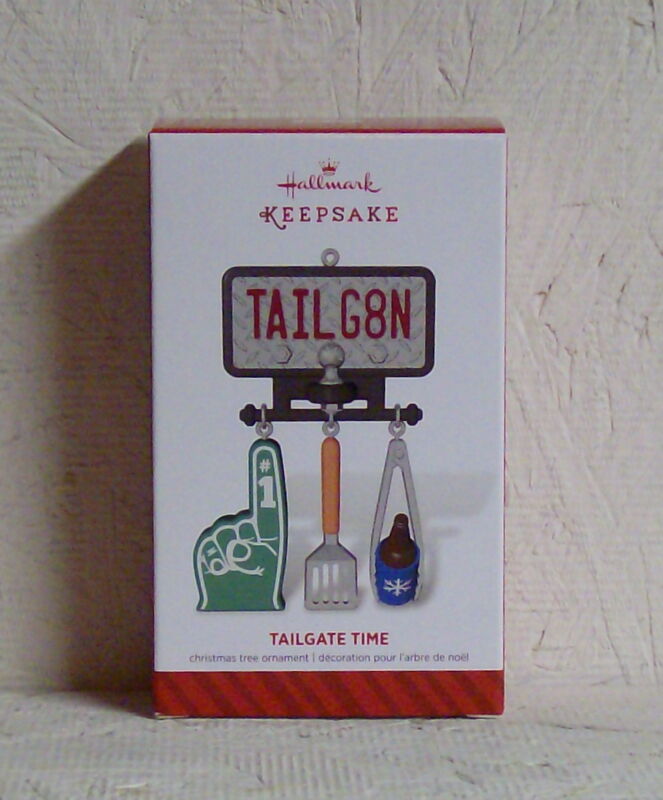 Hallmark
KEEPSAKE
TAILG8N
#1
TAILGATE TIME
christmas tree ornament | décoration pour l'arbre de noël